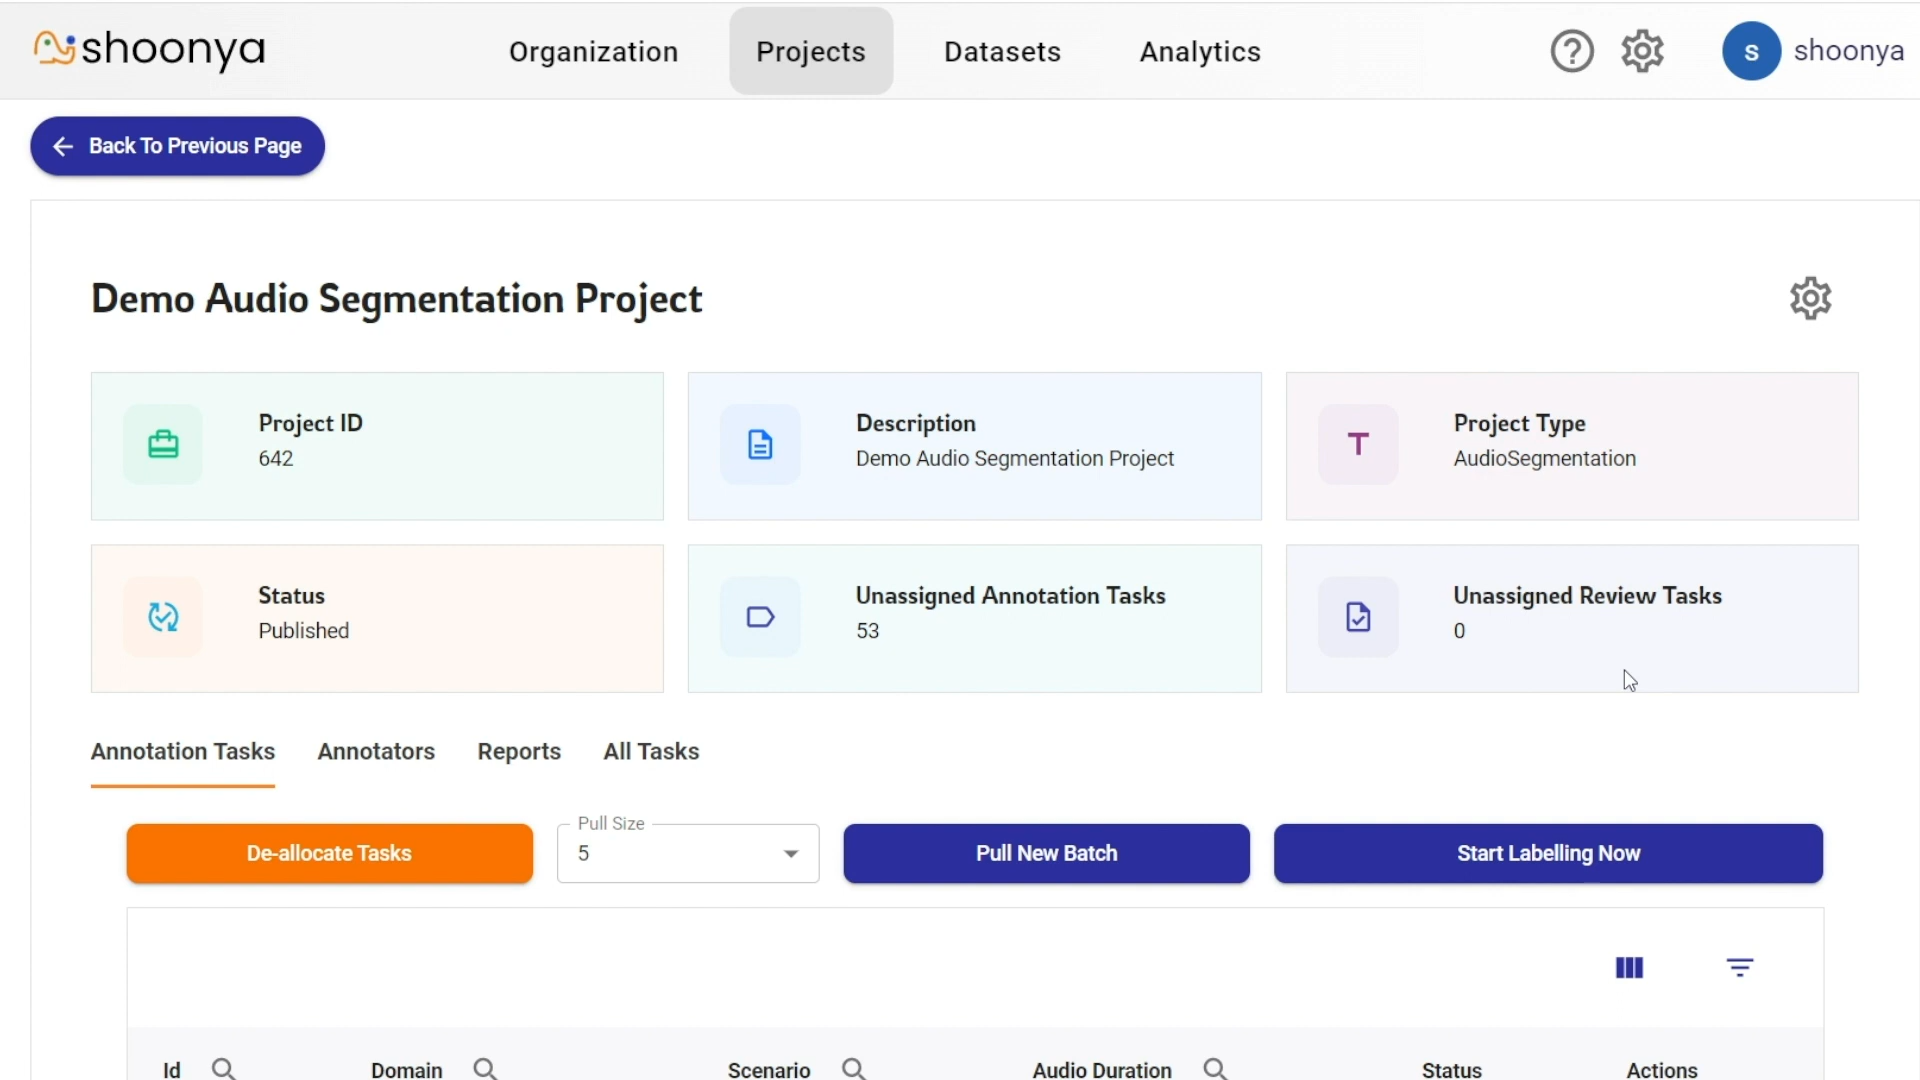 shoonya
Organization
Projects
Datasets
Analytics
s
shoonya
Back To Previous Page
Demo Audio Segmentation Project
Project ID
642
Description
Demo Audio Segmentation Project
T
Project Type
AudioSegmentation
Status
Published
Unassigned Annotation Tasks
53
Unassigned Review Tasks
0
Annotation Tasks
Annotators
Reports
All Tasks
De-allocate Tasks
Pull Size
5
Pull New Batch
Start Labelling Now
Id
Domain
Scenario
Audio Duration
Status
Actions